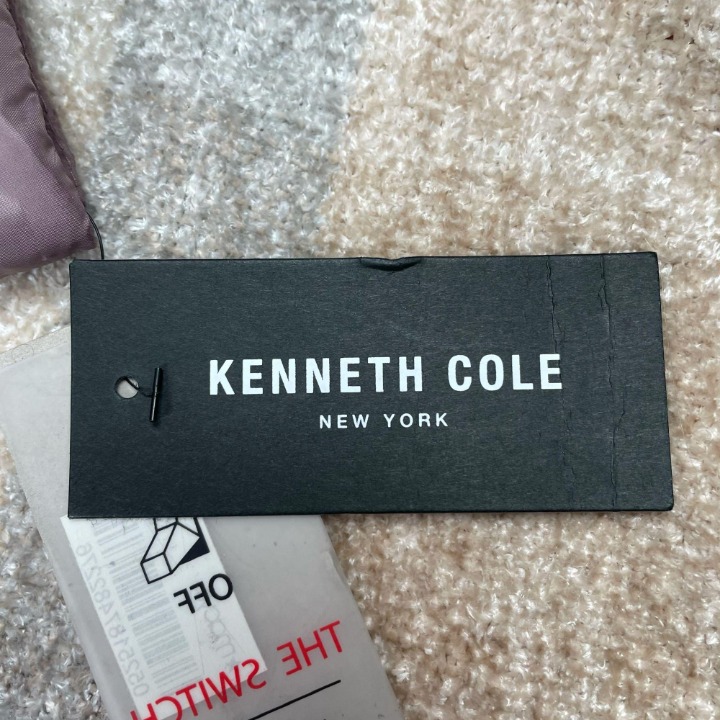 KENNETH COLE
NEW YORK
OFF
THE SWITCH